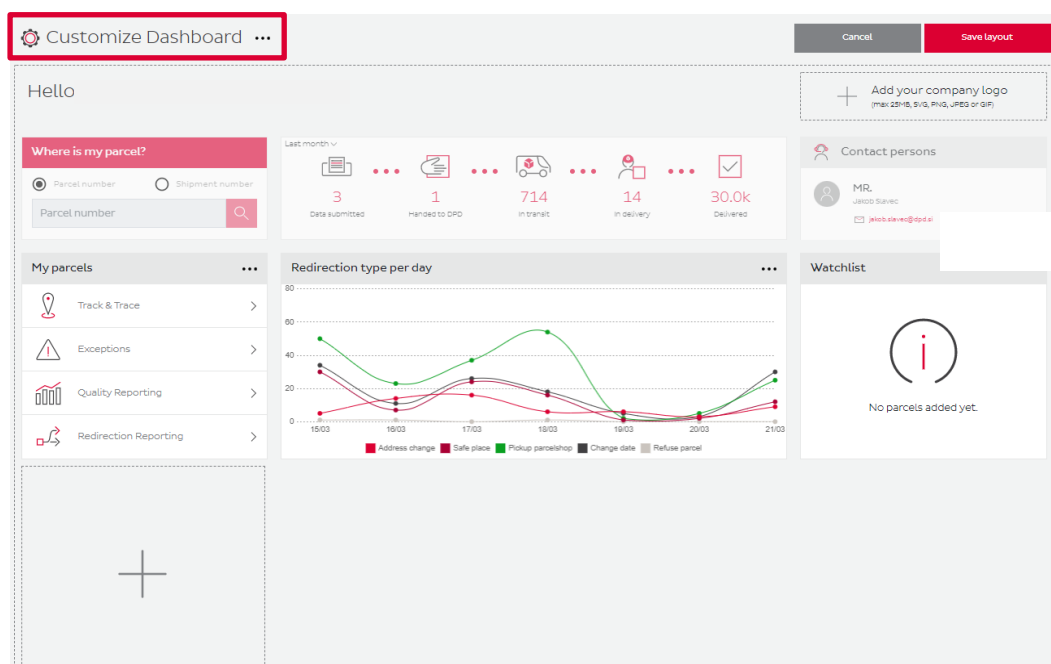 Customize Dashboard
Cancel
Save layout
Hello
Add your company logo
(max 25MB, SVG, PNG, JPEG or GIF)
Where is my parcel?
Parcel number
Shipment number
Parcel number
Last month
3
Data submitted
1
Handed to DPD
714
In transit
14
In delivery
30.0k
Delivered
Contact persons
MR.
Jakob Slavec
jakob.slavec@dpd.si
My parcels
Track & Trace
Exceptions
Quality Reporting
Redirection Reporting
Redirection type per day
80
60
40
20
0
15/03 16/03 17/03 18/03 19/03 20/03 21/03
Address change Safe place Pickup parcelshop Change date Refuse parcel
Watchlist
No parcels added yet.